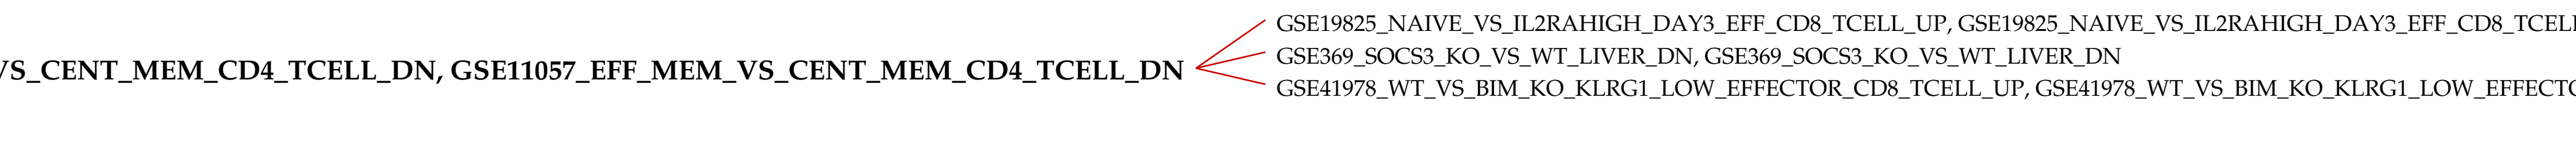 VS_CENT_MEM_CD4_TCELL_DN, GSE11057_EFF_MEM_VS_CENT_MEM_CD4_TCELL_DN
GSE19825_NAIVE_VS_IL2RAHIGH_DAY3_EFF_CD8_TCELL_UP, GSE19825_NAIVE_VS_IL2RAHIGH_DAY3_EFF_CD8_TCELL
GSE369_SOCS3_KO_VS_WT_LIVER_DN, GSE369_SOCS3_KO_VS_WT_LIVER_DN
GSE41978_WT_VS_BIM_KO_KLRG1_LOW_EFFECTOR_CD8_TCELL_UP, GSE41978_WT_VS_BIM_KO_KLRG1_LOW_EFFECTO